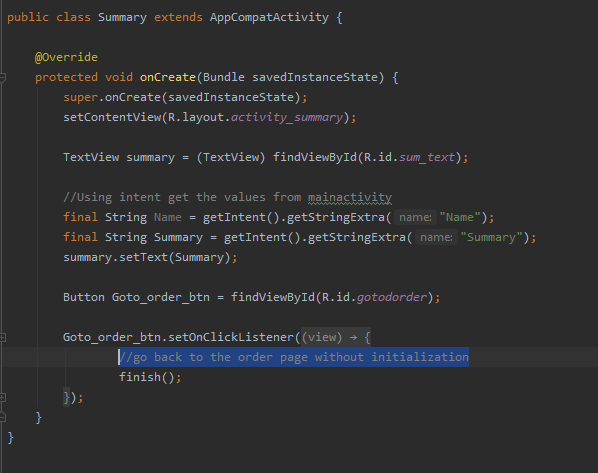 public class Summary extends AppCompatActivity {
@Override
protected void onCreate(Bundle savedInstanceState) {
super.onCreate(savedInstanceState);
setContentView(R.layout.activity_summary);
TextView summary = (TextView) findViewById(R.id.sum_text);
//Using intent get the values from mainactivity
final String Name = getIntent().getStringExtra( name: "Name");
final String Summary = getIntent().getStringExtra( name: "Summary");
summary.setText(Summary);
Button Goto_order_btn = findViewById(R.id.gotodorder);
Goto_order_btn.setOnClickListener((view) → {
//go back to the order page without initialization
finish();
});
}
}